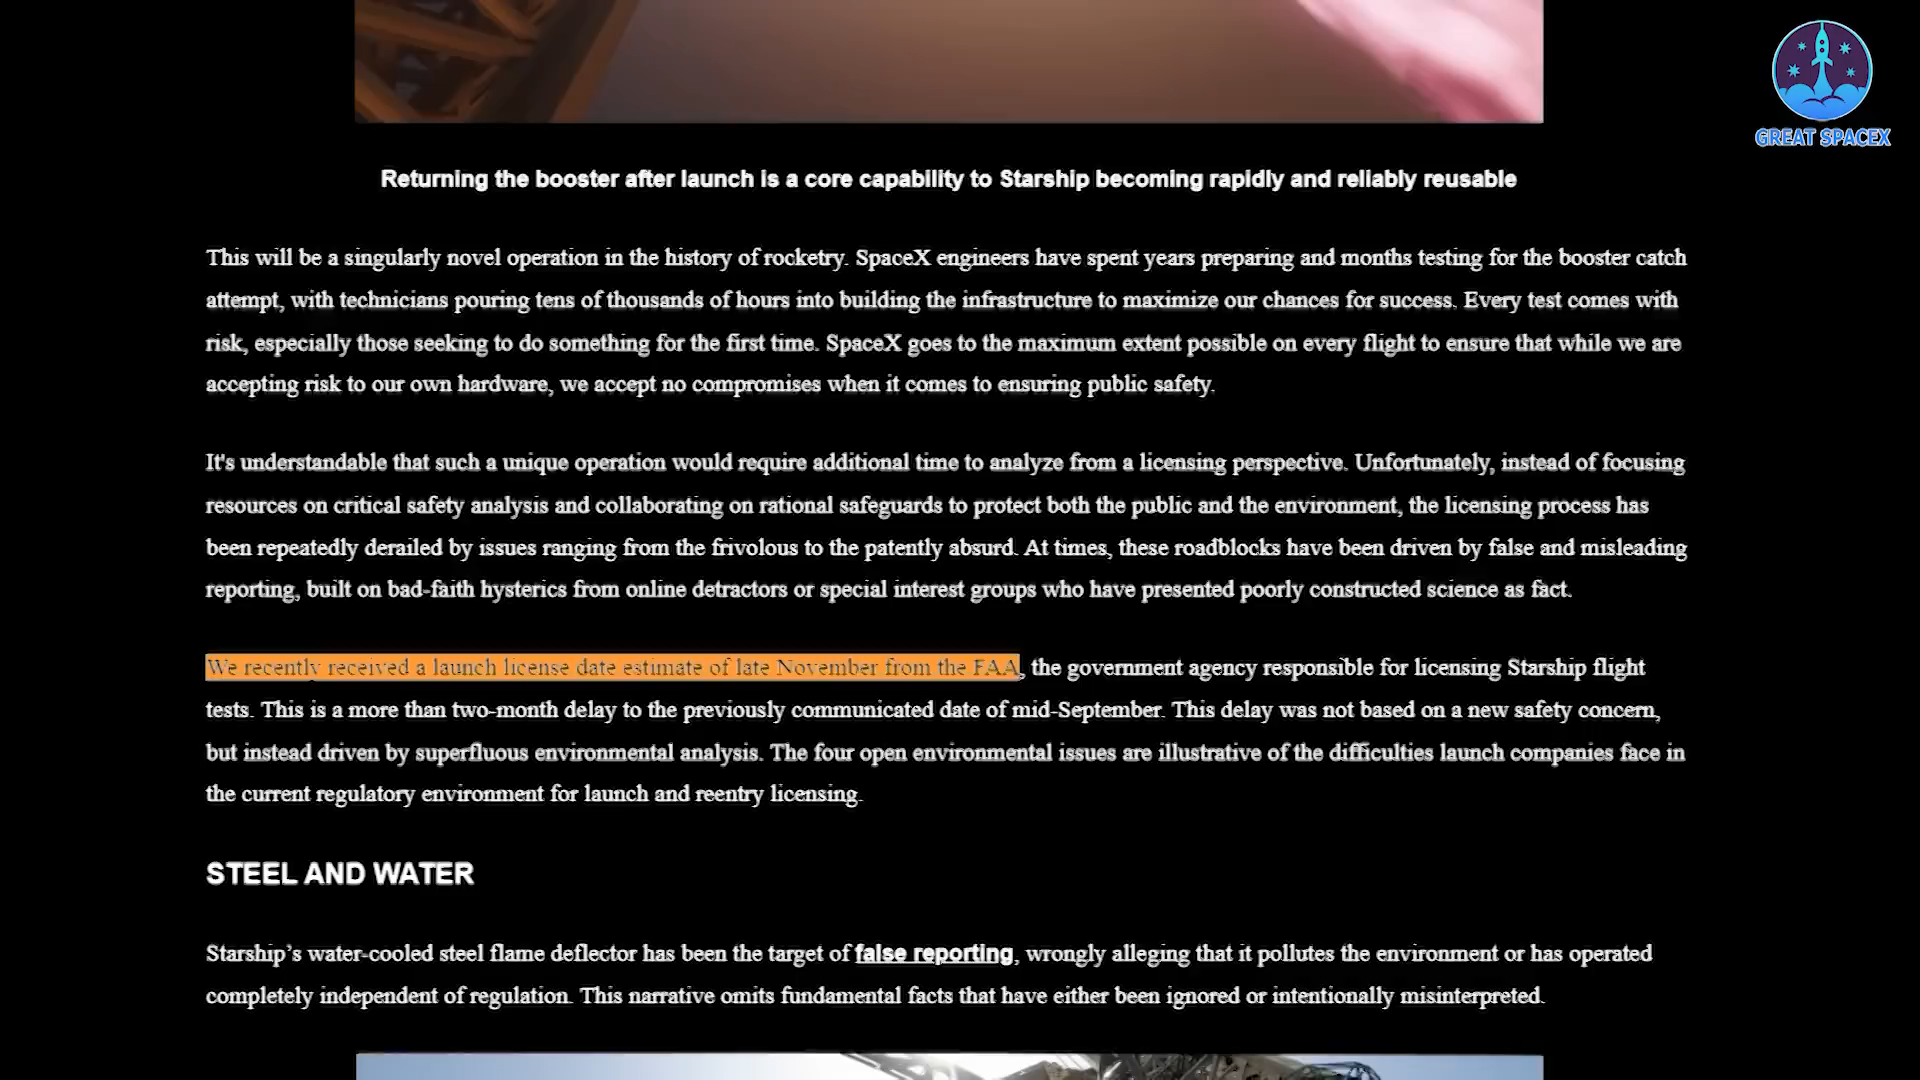 GREAT SPACEX
Returning the booster after launch is a core capability to Starship becoming rapidly and reliably reusable
This will be a singularly novel operation in the history of rocketry. SpaceX engineers have spent years preparing and months testing for the booster catch
attempt, with technicians pouring tens of thousands of hours into building the infrastructure to maximize our chances for success. Every test comes with
risk, especially those seeking to do something for the first time. SpaceX goes to the maximum extent possible on every flight to ensure that while we are
accepting risk to our own hardware, we accept no compromises when it comes to ensuring public safety.
It's understandable that such a unique operation would require additional time to analyze from a licensing perspective. Unfortunately, instead of focusing
resources on critical safety analysis and collaborating on rational safeguards to protect both the public and the environment, the licensing process has
been repeatedly derailed by issues ranging from the frivolous to the patently absurd. At times, these roadblocks have been driven by false and misleading
reporting, built on bad-faith hysterics from online detractors or special interest groups who have presented poorly constructed science as fact.
We recently received a launch license date estimate of late November from the FAA, the government agency responsible for licensing Starship flight
tests. This is a more than two-month delay to the previously communicated date of mid-September. This delay was not based on a new safety concern,
but instead driven by superfluous environmental analysis. The four open environmental issues are illustrative of the difficulties launch companies face in
the current regulatory environment for launch and reentry licensing.
STEEL AND WATER
Starship’s water-cooled steel flame deflector has been the target of false reporting, wrongly alleging that it pollutes the environment or has operated
completely independent of regulation. This narrative omits fundamental facts that have either been ignored or intentionally misinterpreted.